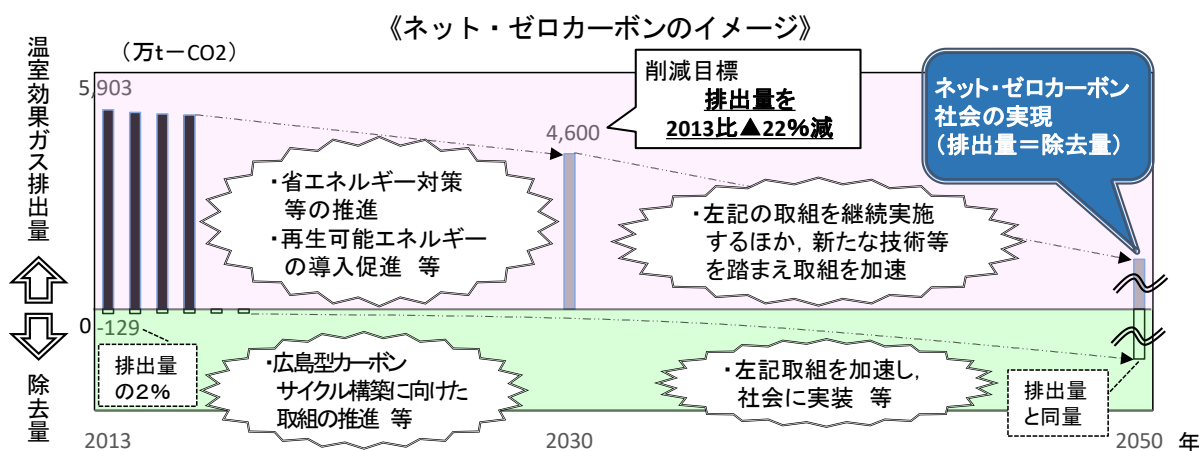 《ネット・ゼロカーボンのイメージ》
(万t－CO2)
温室効果ガス排出量
除去量
5,903
4,600
削減目標
排出量を
2013比▲22%減
ネット・ゼロカーボン
社会の実現
(排出量＝除去量)
・省エネルギー対策
等の推進
・再生可能エネルギー
の導入促進 等
・左記の取組を継続実施
するほか，新たな技術等
を踏まえ取組を加速
0
-129
排出量
の2%
・広島型カーボン
サイクル構築に向けた
取組の推進 等
・左記取組を加速し，
社会に実装 等
排出量
と同量
2013
2030
2050
年